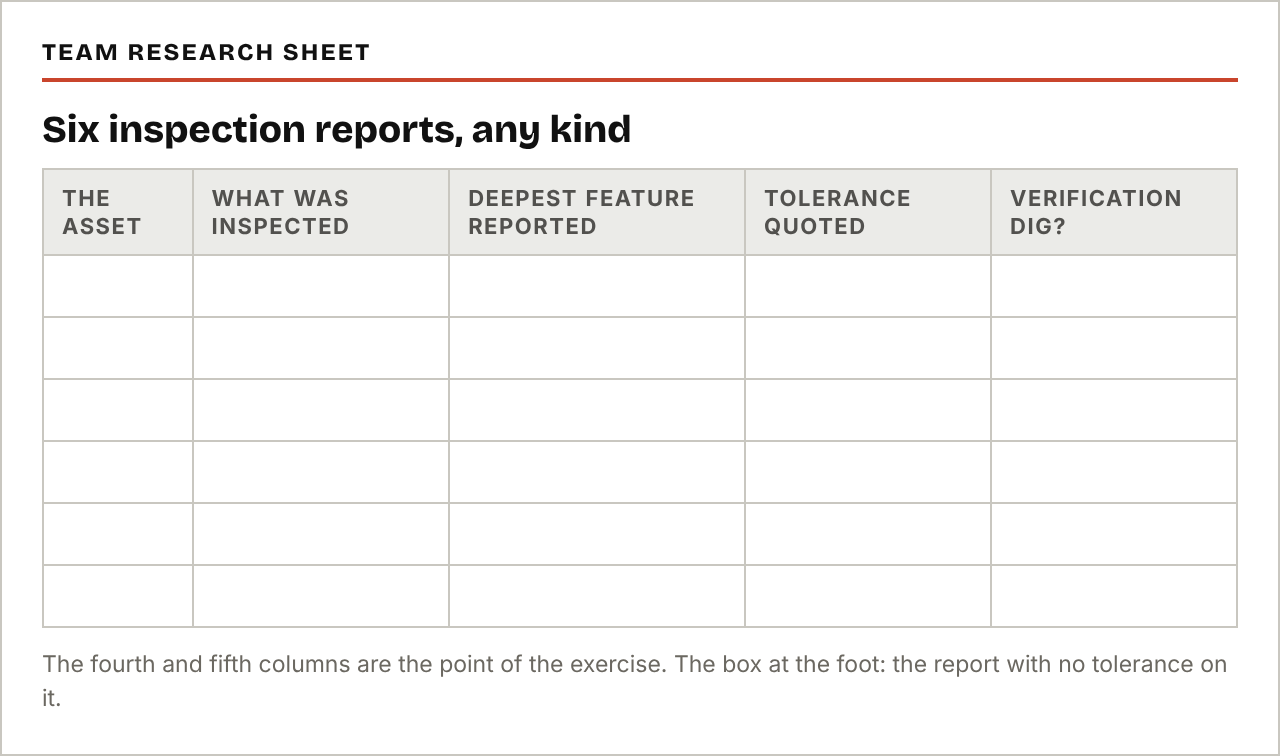 TEAM RESEARCH SHEET
Six inspection reports, any kind
THE ASSET
WHAT WAS INSPECTED
DEEPEST FEATURE REPORTED
TOLERANCE QUOTED
VERIFICATION DIG?
The fourth and fifth columns are the point of the exercise. The box at the foot: the report with no tolerance on
it.